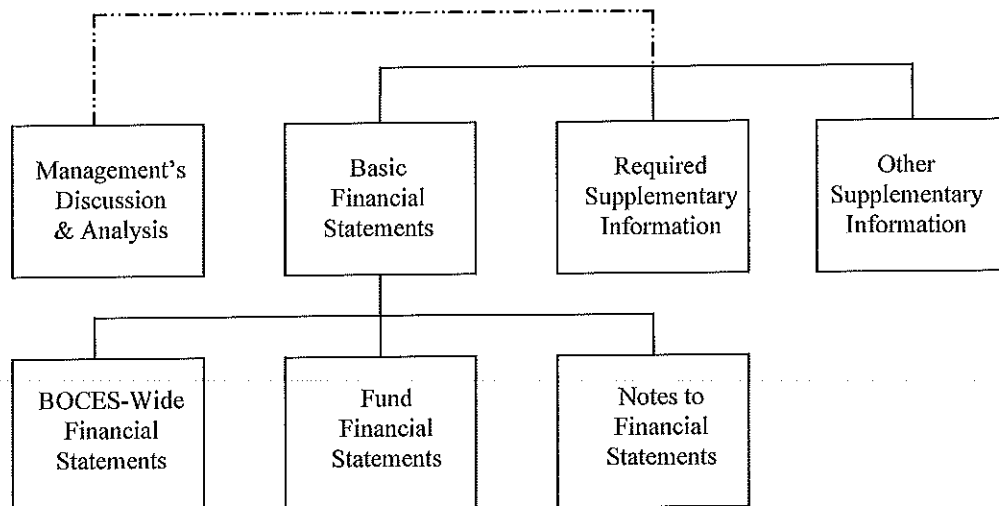 Management's
Discussion
& Analysis
Basic
Financial
Statements
Required
Supplementary
Information
Other
Supplementary
Information
BOCES-Wide
Financial
Statements
Fund
Financial
Statements
Notes to
Financial
Statements